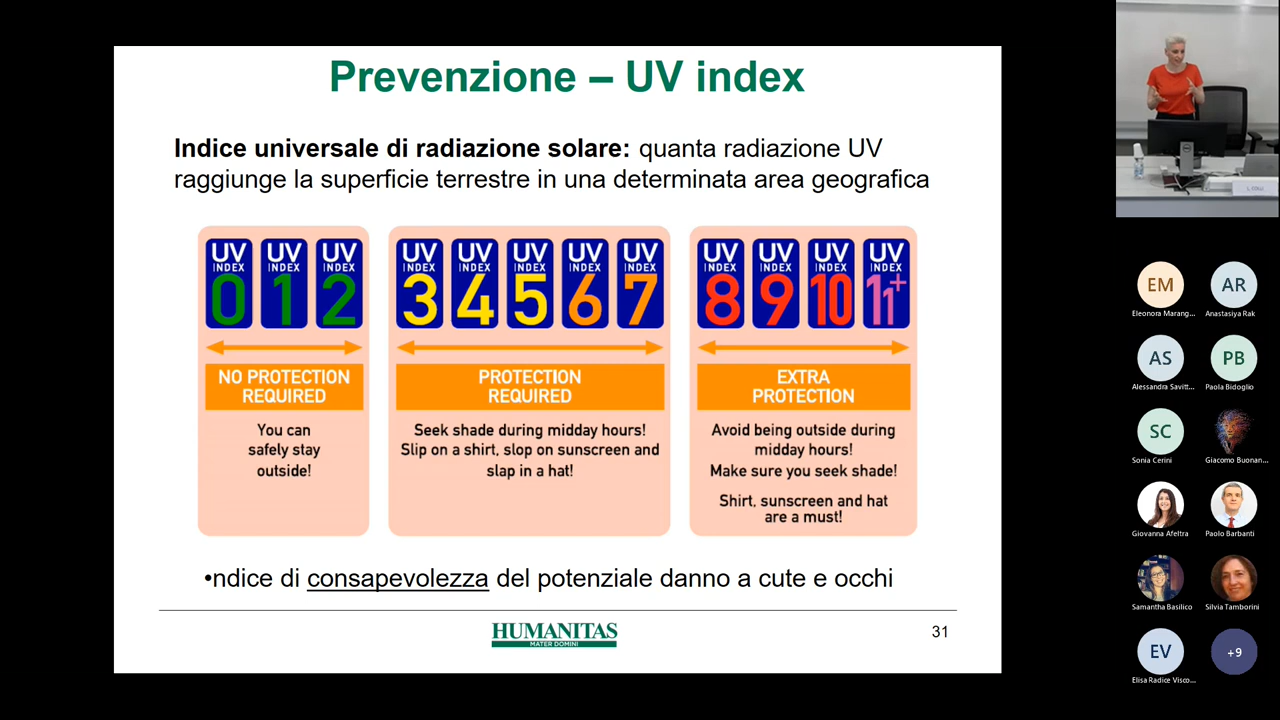 Prevenzione – UV index
Indice universale di radiazione solare: quanta radiazione UV
raggiunge la superficie terrestre in una determinata area geografica
UV INDEX 0
UV INDEX 1
UV INDEX 2
UV INDEX 3
UV INDEX 4
UV INDEX 5
UV INDEX 6
UV INDEX 7
UV INDEX 8
UV INDEX 9
UV INDEX 10
UV INDEX 11+
NO PROTECTION
REQUIRED
You can
safely stay
outside!
PROTECTION
REQUIRED
Seek shade during midday hours!
Slip on a shirt, slop on sunscreen and
slap in a hat!
EXTRA
PROTECTION
Avoid being outside during
midday hours!
Make sure you seek shade!
Shirt, sunscreen and hat
are a must!
•ndice di consapevolezza del potenziale danno a cute e occhi
HUMANITAS
MATER DOMINI
31
EM
Eleonora Marang...
AR
Anastasiya Rak
AS
Alessandra Savitt...
PB
Paola Bidoglio
SC
Sonia Cerini
Giacomo Buonan...
Giovanna Afeltra
Paolo Barbanti
Samantha Basilico
Silvia Tamborini
EV
Elisa Radice Visco...
+9